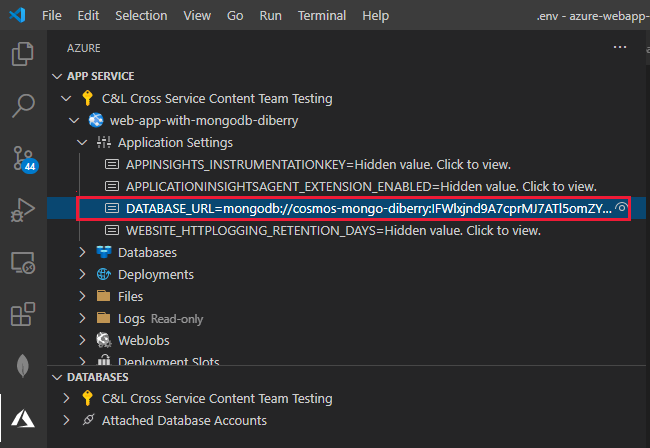 File Edit View Go Run Terminal Help .env - azure-webapp-
AZURE ...
APP SERVICE
C&L Cross Service Content Team Testing
web-app-with-mongodb-diberry
Application Settings
APPINSIGHTS_INSTRUMENTATIONKEY=Hidden value. Click to view.
APPLICATIONINSIGHTSAGENT_EXTENSION_ENABLED=Hidden value. Click to view.
DATABASE_URL=mongodb://cosmos-mongo-diberry:IFWlxjnd9A7cprMJ7ATl5omZY...
WEBSITE_HTTPLOGGING_RETENTION_DAYS=Hidden value. Click to view.
44
Databases
Deployments
Files
Logs Read-only
WebJobs
Deployment Slots
DATABASES
C&L Cross Service Content Team Testing
Attached Database Accounts